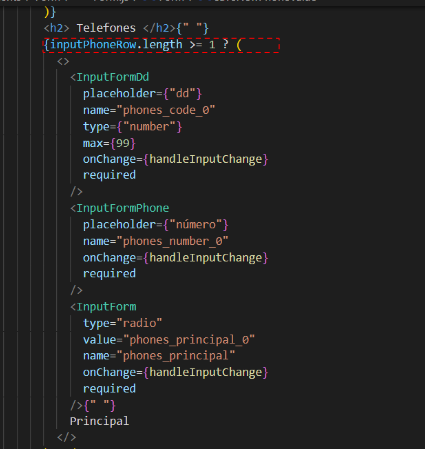 )}
<h2> Telefones </h2>{" "}
{inputPhoneRow.length >= 1 ? (
<>
<InputFormDd
placeholder={"dd"}
name="phones_code_0"
type={"number"}
max={99}
onChange={handleInputChange}
required
/>
<InputFormPhone
placeholder={"número"}
name="phones_number_0"
onChange={handleInputChange}
required
/>
<InputForm
type="radio"
value="phones_principal_0"
name="phones_principal"
onChange={handleInputChange}
required
/>{" "}
Principal
</>